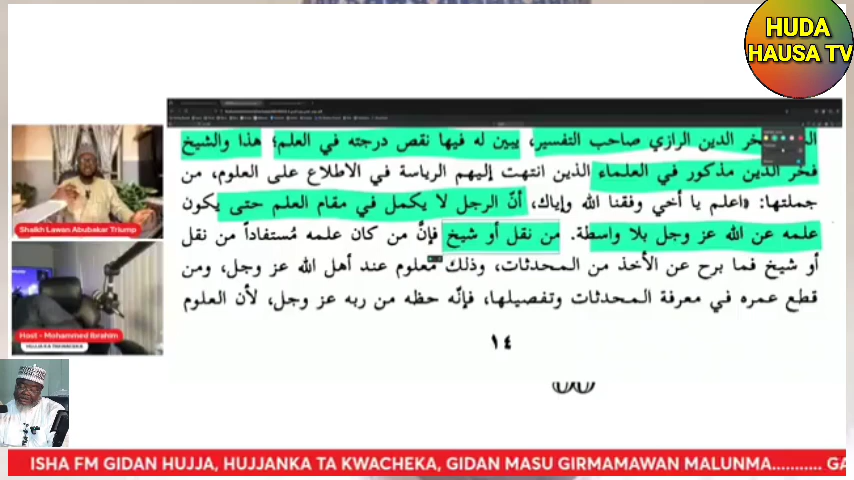 HUDA
HAUSA TV
فخر الدين الرازي صاحب التفسير، يبين له فيها نقص درجته في العلم؛ هذا والشيخ
فخر الدين مذكور في العلماء الذين انتهت إليهم الرياسة في الاطلاع على العلوم، من
جملتها: «اعلم يا أخي وفقنا الله وإياك، أنّ الرجل لا يكمل في مقام العلم حتى يكون
علمه عن الله عز وجل بلا واسطة. من نقل أو شيخ فإنَّ من كان علمه مُستفاداً من نقل
أو شيخ فما برح عن الأخذ من المحدثات، وذلك معلوم عند أهل الله عز وجل، ومن
قطع عمره في معرفة المحدثات وتفصيلها، فإنّه حظه من ربه عز وجل، لأن العلوم
١٤
Shaikh Lawan Abubakar Triump
Host - Mohammed Ibrahim
ISHA FM GIDAN HUJJA, HUJJANKA TA KWACHEKA, GIDAN MASU GIRMAMAWAN MALUNMA.......... GA